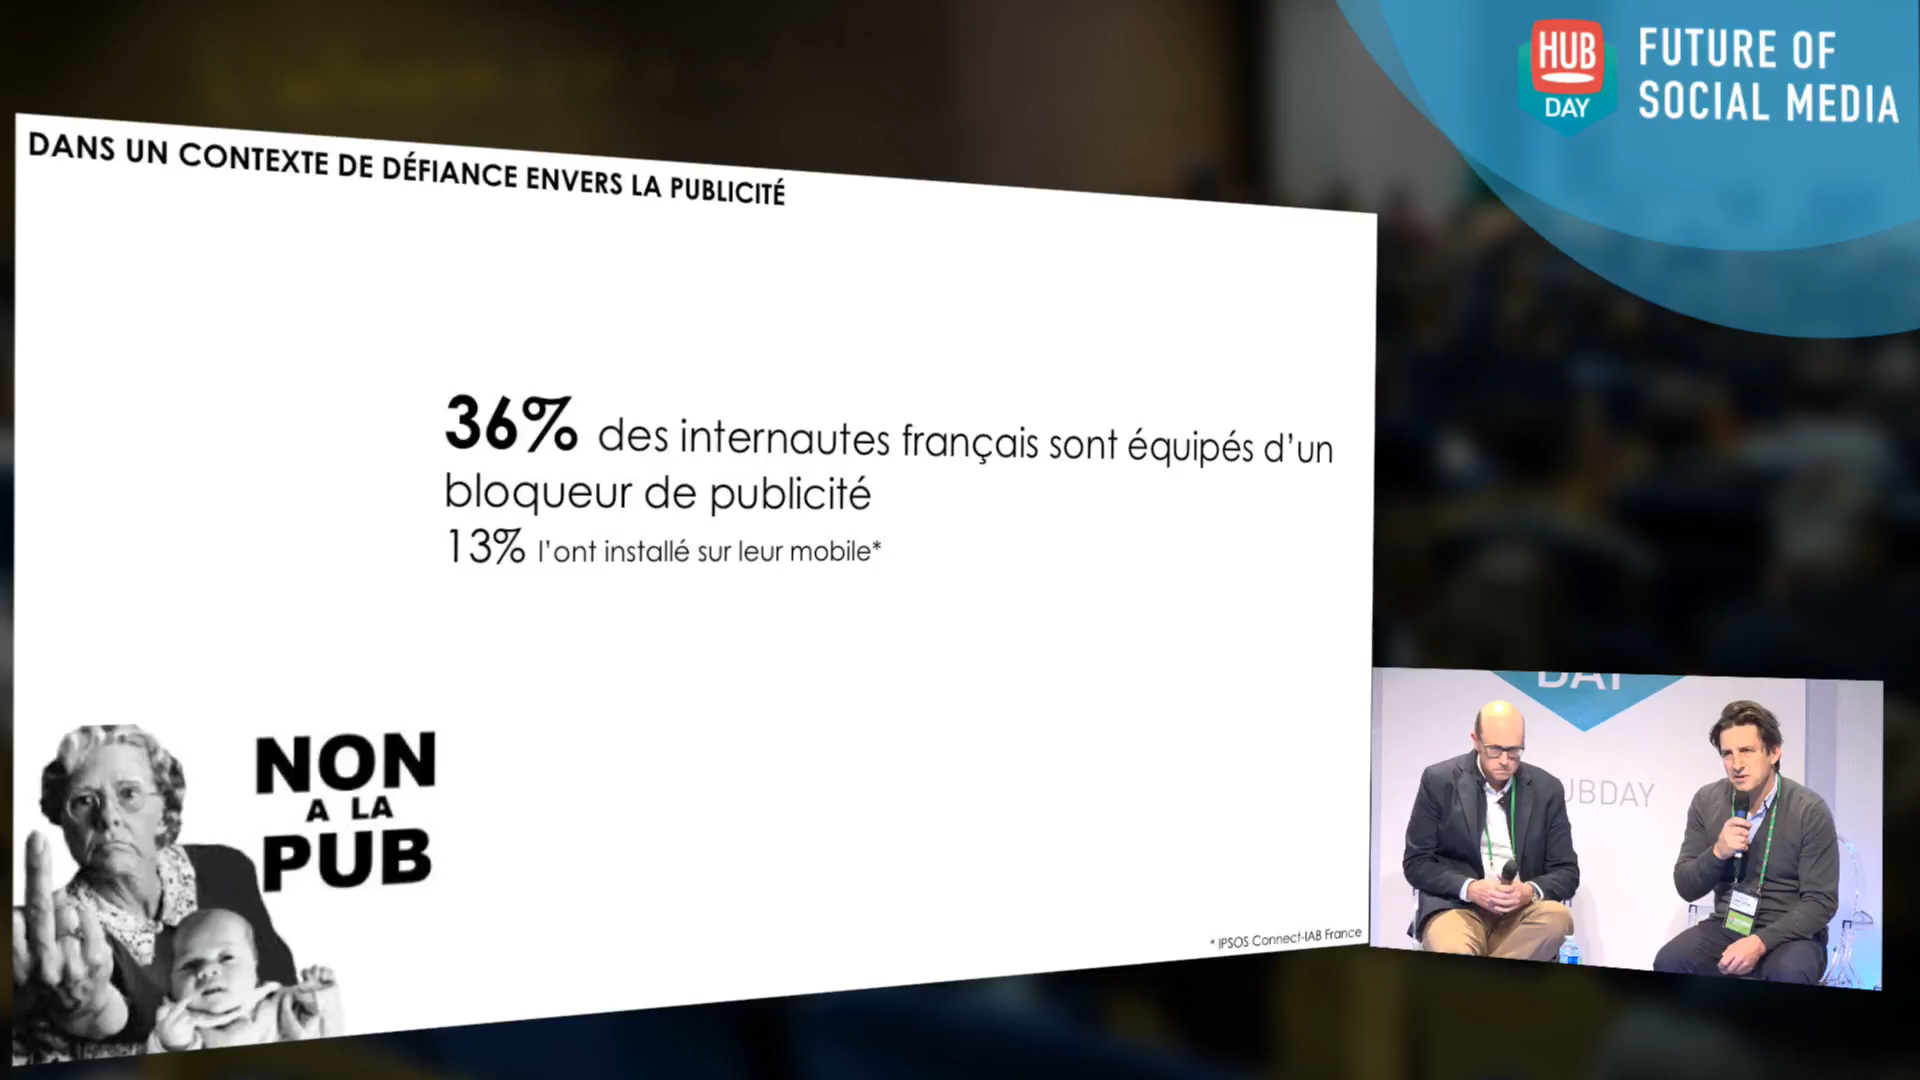 HUB
DAY
FUTURE OF
SOCIAL MEDIA
DANS UN CONTEXTE DE DÉFIANCE ENVERS LA PUBLICITÉ
36% des internautes français sont équipés d'un
bloqueur de publicité
13% l'ont installé sur leur mobile*
NON
A LA
PUB
* IPSOS Connect-IAB France
DAY
UBDAY